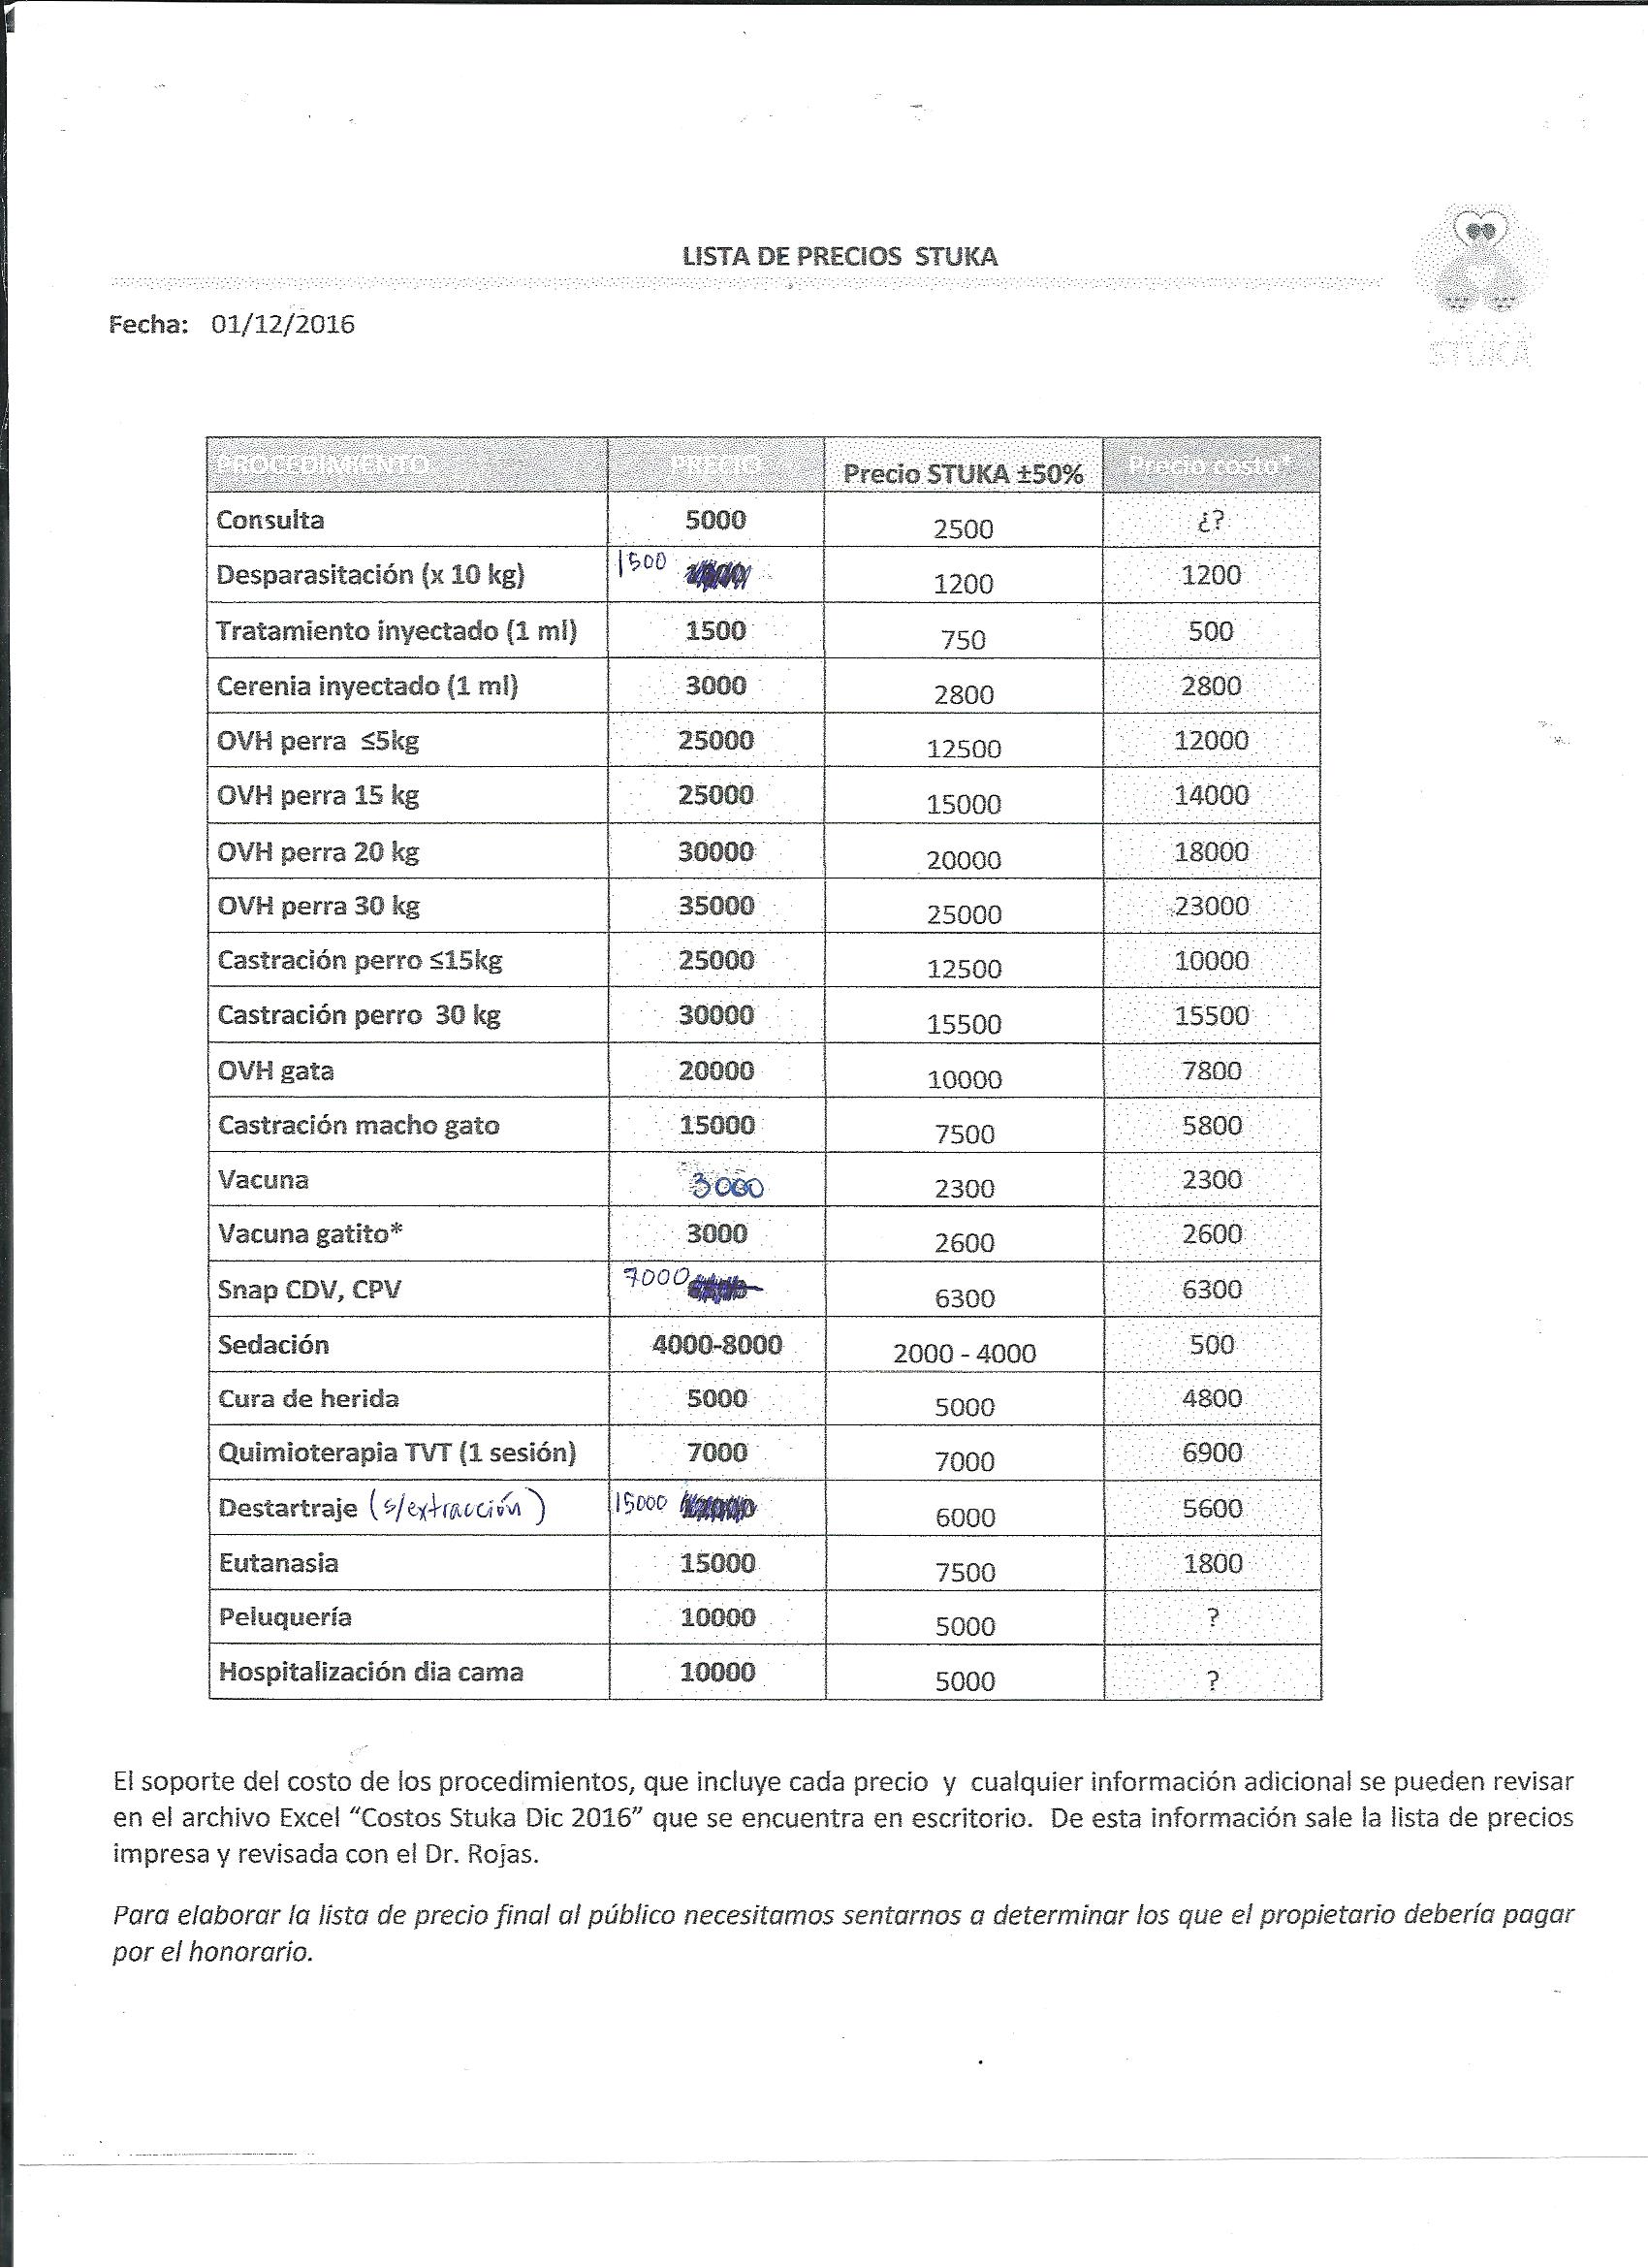 LISTA DE PRECIOS STUKA
STUKA
Fecha: 01/12/2016
PROCEDIMIENTO PRECIO Precio STUKA ±50% Precio costo*
Consulta 5000 2500 ¿?
Desparasitación (x 10 kg) 1500 1200 1200
Tratamiento inyectado (1 ml) 1500 750 500
Cerenia inyectado (1 ml) 3000 2800 2800
OVH perra ≤5kg 25000 12500 12000
OVH perra 15 kg 25000 15000 14000
OVH perra 20 kg 30000 20000 18000
OVH perra 30 kg 35000 25000 23000
Castración perro ≤15kg 25000 12500 10000
Castración perro 30 kg 30000 15500 15500
OVH gata 20000 10000 7800
Castración macho gato 15000 7500 5800
Vacuna 3000 2300 2300
Vacuna gatito* 3000 2600 2600
Snap CDV, CPV 7000 6300 6300
Sedación 4000-8000 2000 - 4000 500
Cura de herida 5000 5000 4800
Quimioterapia TVT (1 sesión) 7000 7000 6900
Destartraje (s/extracción) 15000 6000 5600
Eutanasia 15000 7500 1800
Peluquería 10000 5000 ?
Hospitalización dia cama 10000 5000 ?
El soporte del costo de los procedimientos, que incluye cada precio y cualquier información adicional se pueden revisar
en el archivo Excel “Costos Stuka Dic 2016” que se encuentra en escritorio. De esta información sale la lista de precios
impresa y revisada con el Dr. Rojas.
Para elaborar la lista de precio final al público necesitamos sentarnos a determinar los que el propietario debería pagar
por el honorario.